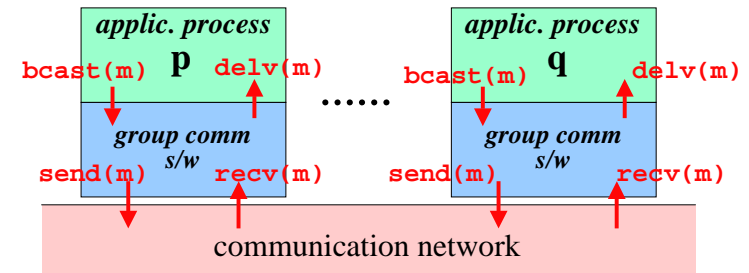 applic. process
p
bcast(m) delv(m)
group comm
s/w
send(m) recv(m)
......
applic. process
q
bcast(m) delv(m)
group comm
s/w
send(m) recv(m)
communication network